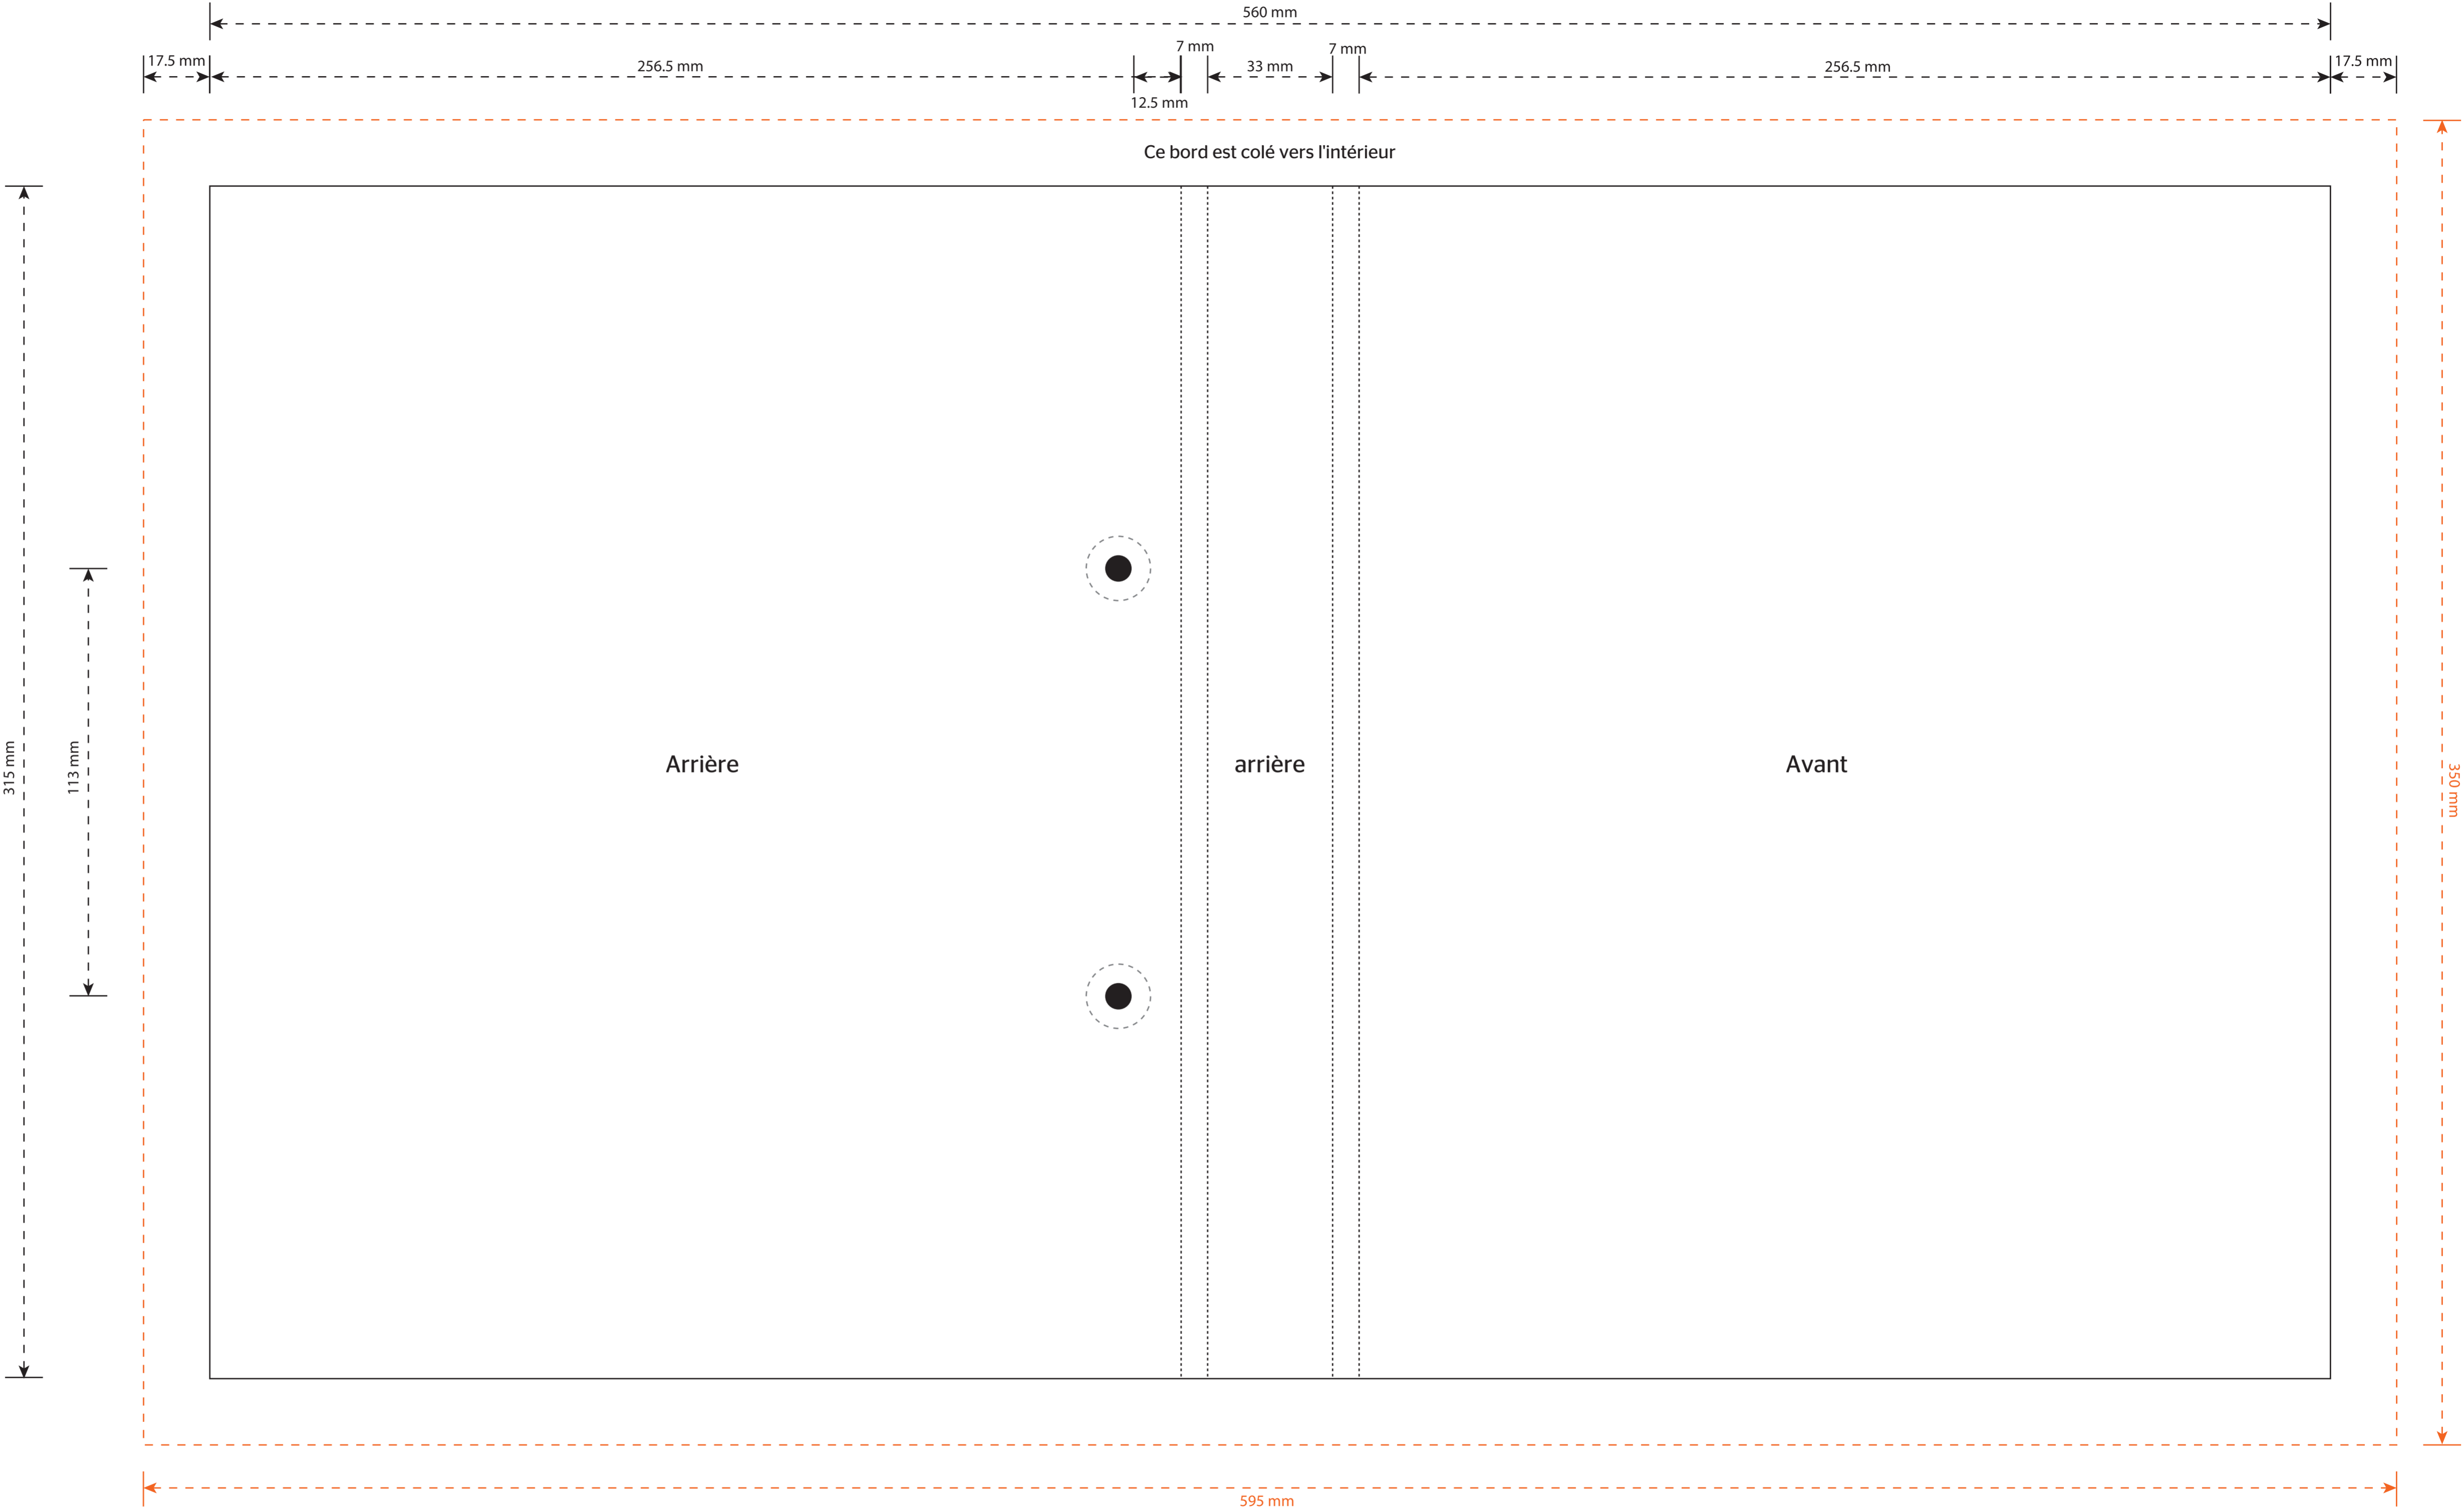 560 mm
7 mm
7 mm
17.5 mm
256.5 mm
33 mm
256.5 mm
17.5 mm
12.5 mm
Ce bord est colé vers l'intérieur
315 mm
113 mm
Arrière
arrière
Avant
350 mm
595 mm